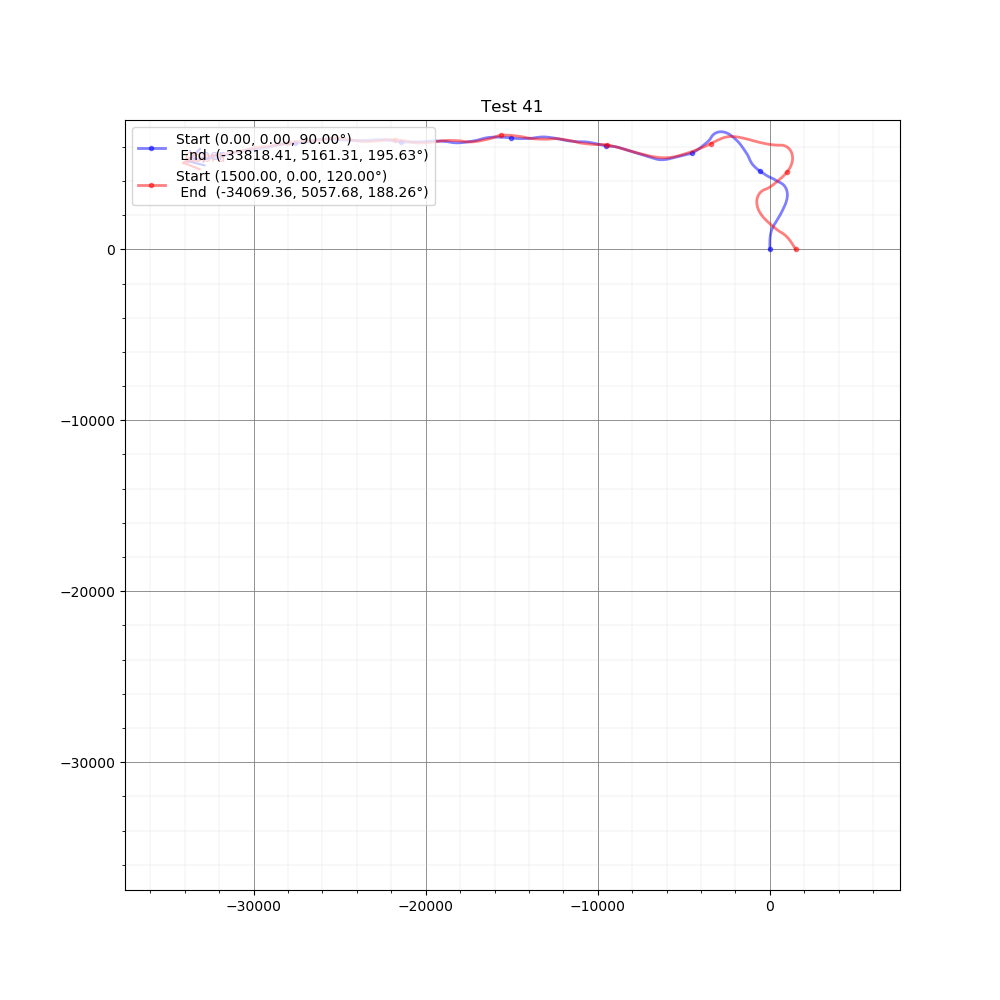 Test 41
Start (0.00, 0.00, 90.00°)
End (-33818.41, 5161.31, 195.63°)
Start (1500.00, 0.00, 120.00°)
End (-34069.36, 5057.68, 188.26°)
0
−10000
−20000
−30000
−30000
−20000
−10000
0